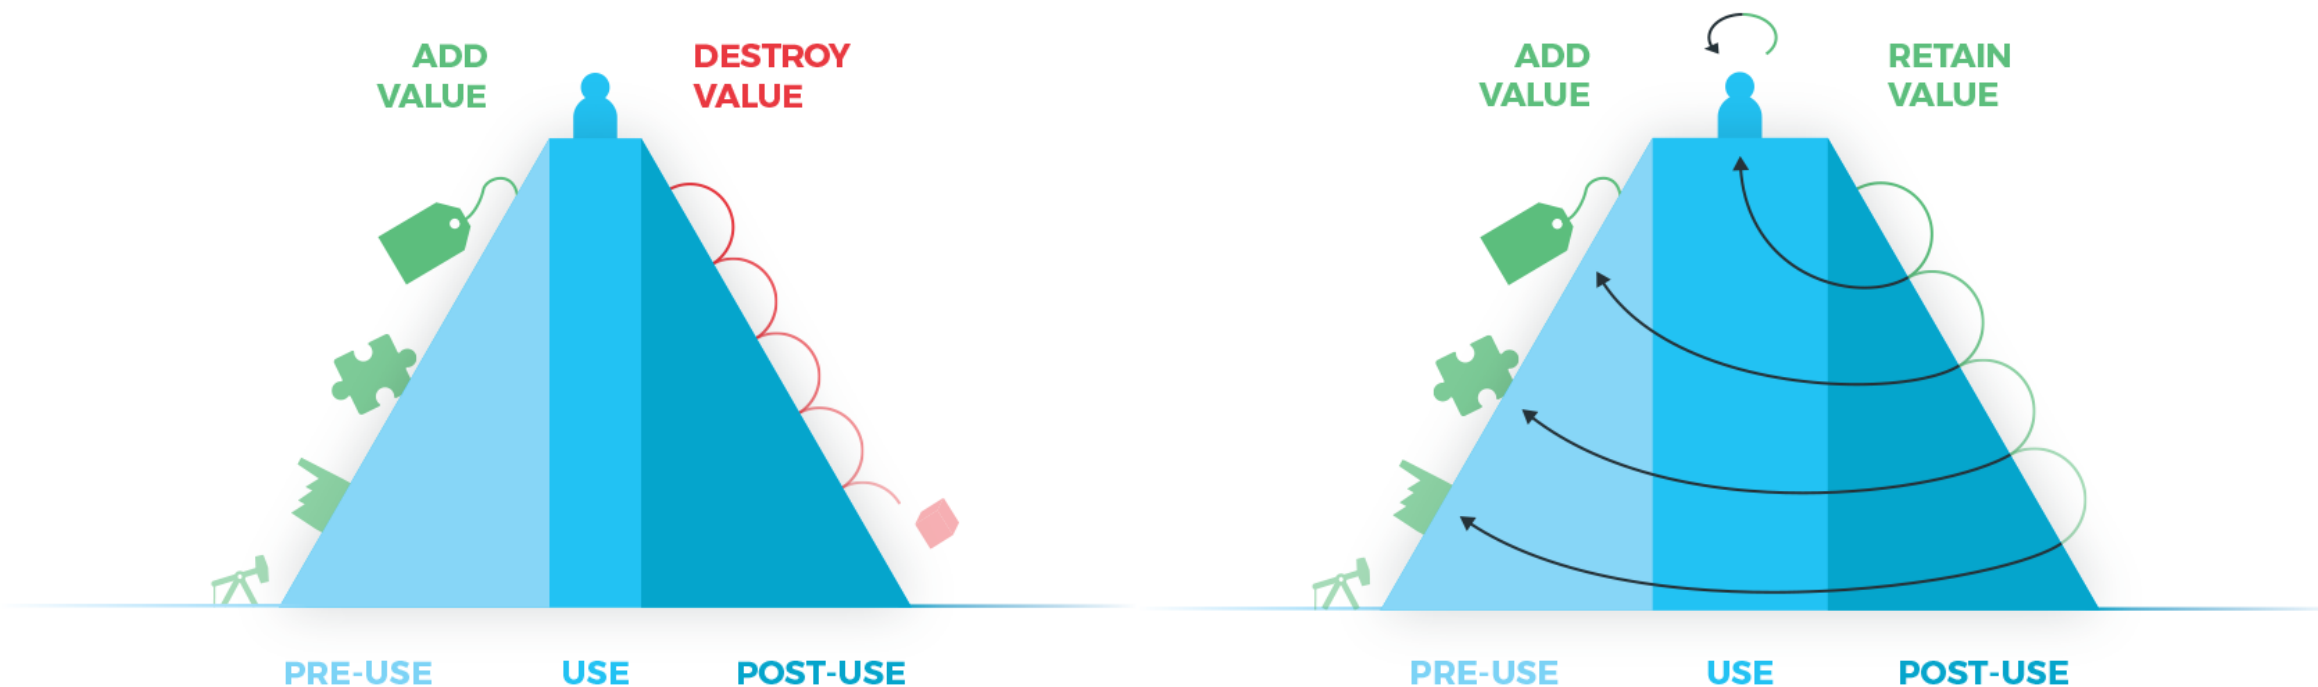 ADD
VALUE
DESTROY
VALUE
PRE-USE
USE
POST-USE
ADD
VALUE
RETAIN
VALUE
PRE-USE
USE
POST-USE